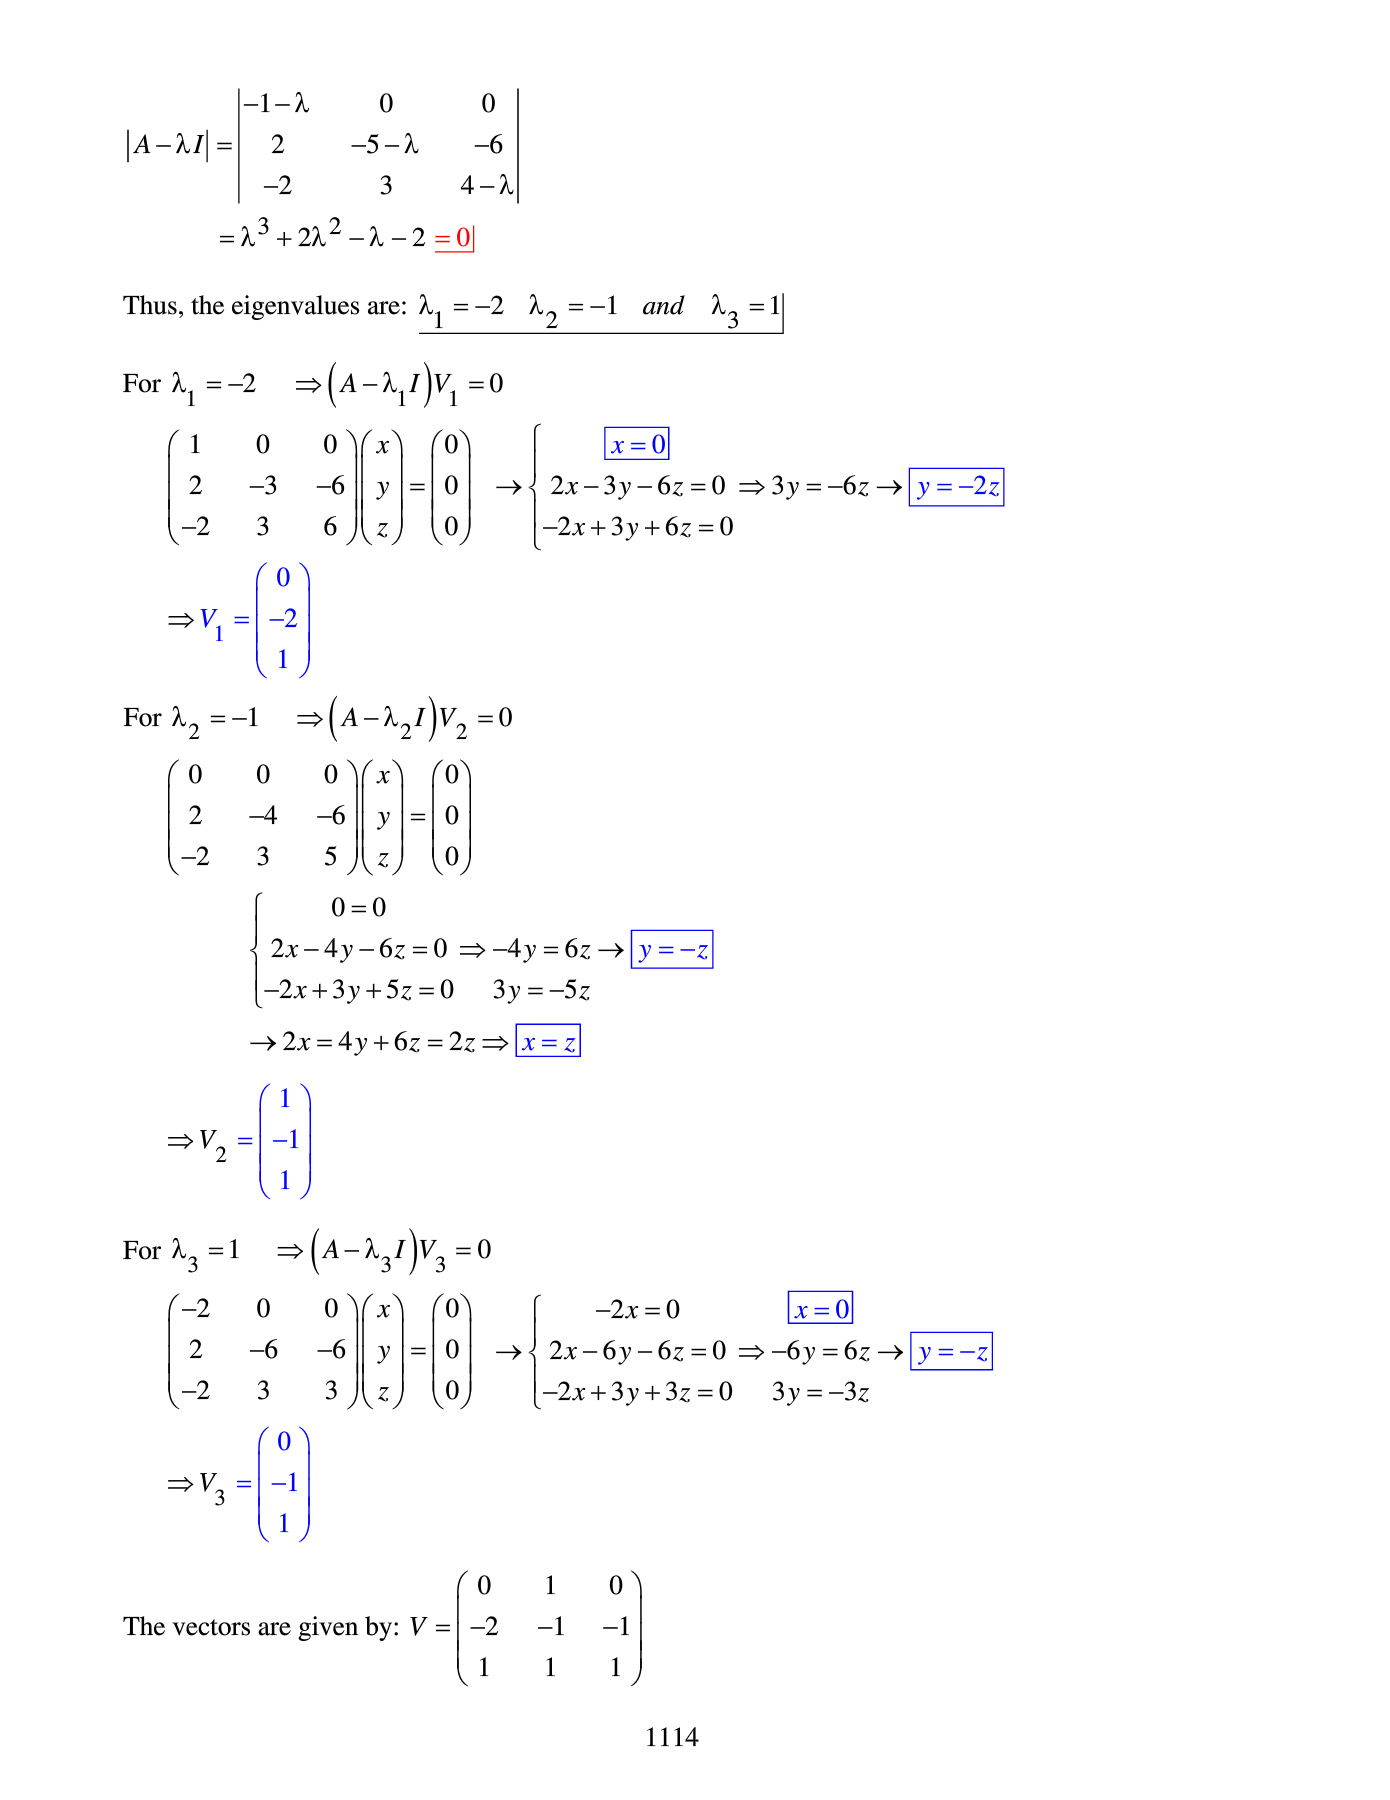 |A − λI| = | −1 − λ 0 0 |
| 2 −5 − λ −6 |
| −2 3 4 − λ |
= λ³ + 2λ² − λ − 2 = 0
Thus, the eigenvalues are: λ₁ = −2 λ₂ = −1 and λ₃ = 1
For λ₁ = −2 ⇒ (A − λ₁I)V₁ = 0
( 1 0 0 ) ( x ) ( 0 ) { x = 0
( 2 −3 −6 ) ( y ) = ( 0 ) → { 2x − 3y − 6z = 0 ⇒ 3y = −6z → y = −2z
( −2 3 6 ) ( z ) ( 0 ) { −2x + 3y + 6z = 0
( 0 )
⇒ V₁ = ( −2 )
( 1 )
For λ₂ = −1 ⇒ (A − λ₂I)V₂ = 0
( 0 0 0 ) ( x ) ( 0 )
( 2 −4 −6 ) ( y ) = ( 0 )
( −2 3 5 ) ( z ) ( 0 )
{ 0 = 0
{ 2x − 4y − 6z = 0 ⇒ −4y = 6z → y = −z
{ −2x + 3y + 5z = 0 3y = −5z
→ 2x = 4y + 6z = 2z ⇒ x = z
( 1 )
⇒ V₂ = ( −1 )
( 1 )
For λ₃ = 1 ⇒ (A − λ₃I)V₃ = 0
( −2 0 0 ) ( x ) ( 0 ) { −2x = 0 x = 0
( 2 −6 −6 ) ( y ) = ( 0 ) → { 2x − 6y − 6z = 0 ⇒ −6y = 6z → y = −z
( −2 3 3 ) ( z ) ( 0 ) { −2x + 3y + 3z = 0 3y = −3z
( 0 )
⇒ V₃ = ( −1 )
( 1 )
( 0 1 0 )
The vectors are given by: V = ( −2 −1 −1 )
( 1 1 1 )
1114